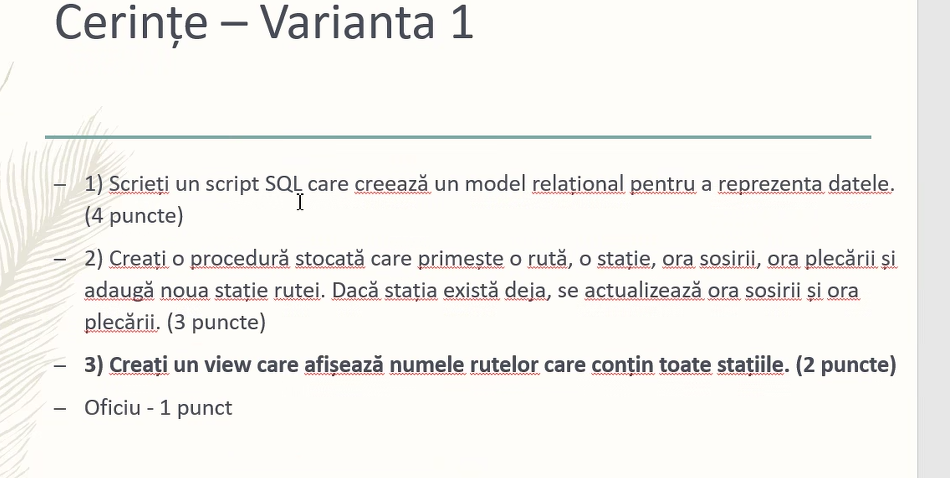 Cerințe – Varianta 1
– 1) Scrieți un script SQL care creează un model relațional pentru a reprezenta datele.
(4 puncte)
– 2) Creați o procedură stocată care primește o rută, o stație, ora sosirii, ora plecării și
adaugă noua stație rutei. Dacă stația există deja, se actualizează ora sosirii și ora
plecării. (3 puncte)
– 3) Creați un view care afișează numele rutelor care conțin toate stațiile. (2 puncte)
– Oficiu - 1 punct